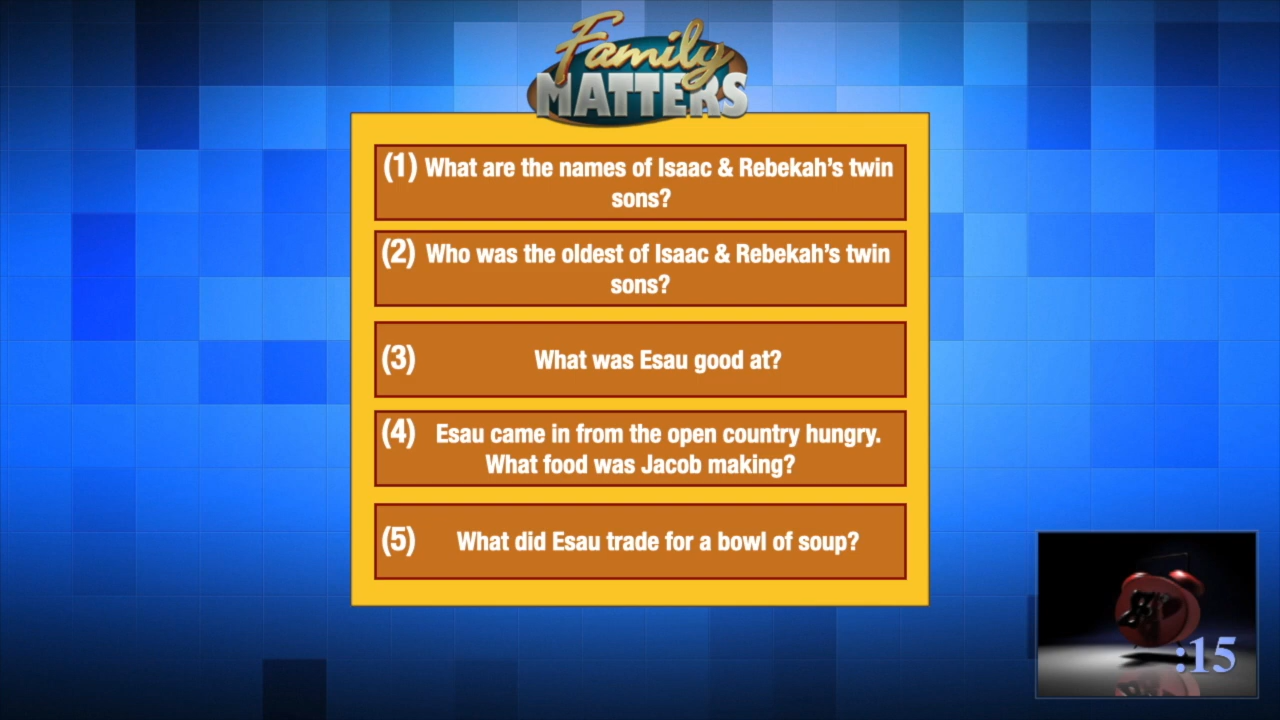 Family
MATTERS
(1) What are the names of Isaac & Rebekah's twin
sons?
(2) Who was the oldest of Isaac & Rebekah's twin
sons?
(3) What was Esau good at?
(4) Esau came in from the open country hungry.
What food was Jacob making?
(5) What did Esau trade for a bowl of soup?
:15